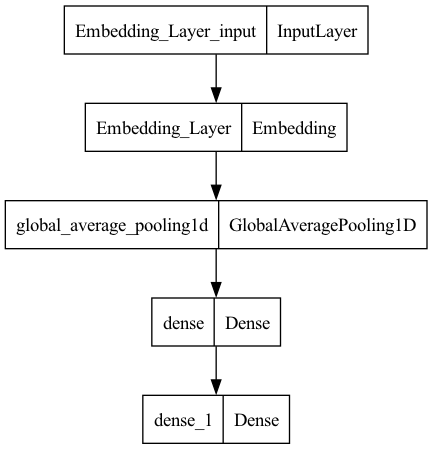 Embedding_Layer_input InputLayer
Embedding_Layer Embedding
global_average_pooling1d GlobalAveragePooling1D
dense Dense
dense_1 Dense